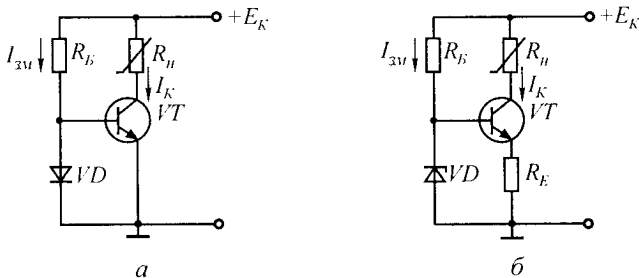 +E_K
I_зм
R_Б
R_н
I_K
VT
VD
а
+E_K
I_зм
R_Б
R_н
I_K
VT
VD
R_E
б